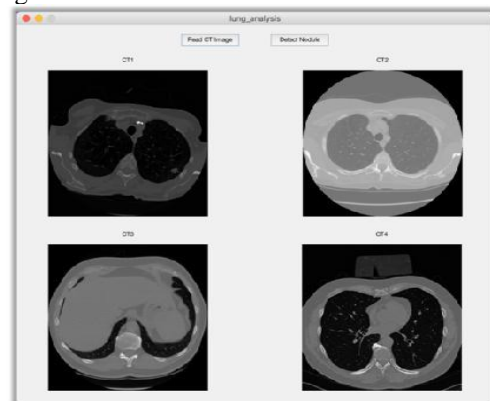 g
lung_analysis
Read CT Image Detect Nodule
CT1 CT2
CT3 CT4